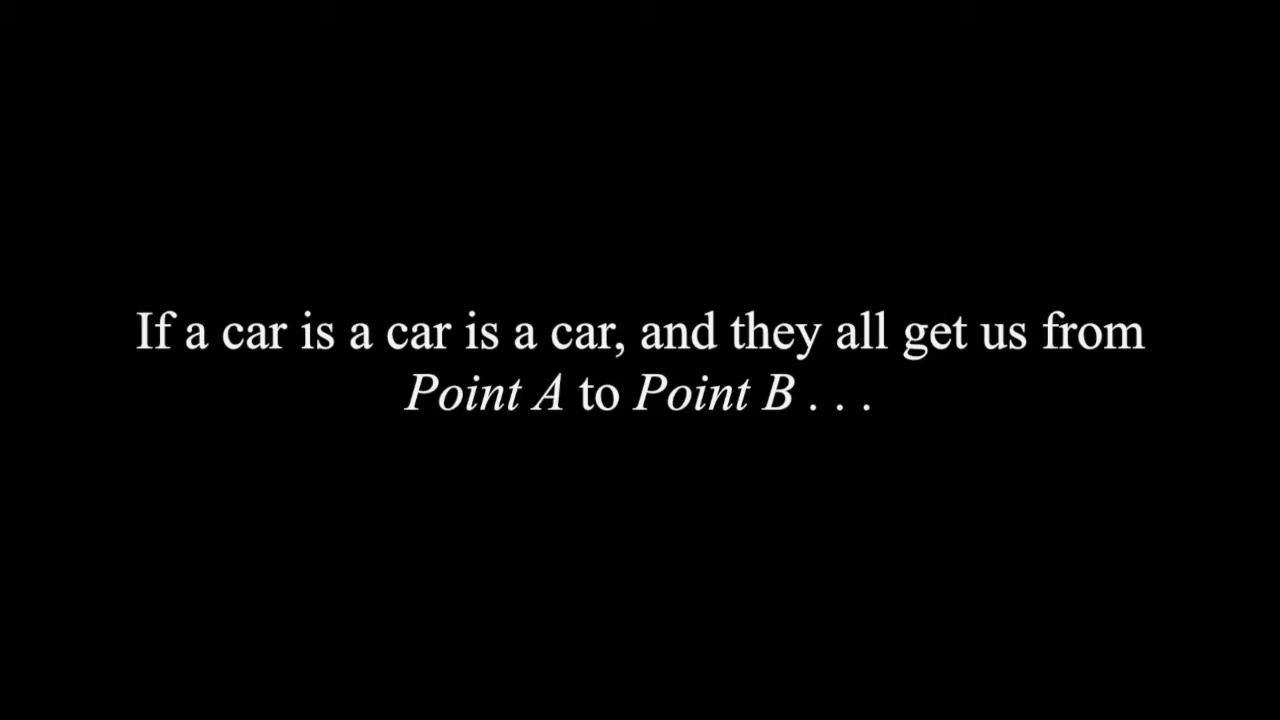 If a car is a car is a car, and they all get us from
Point A to Point B . . .